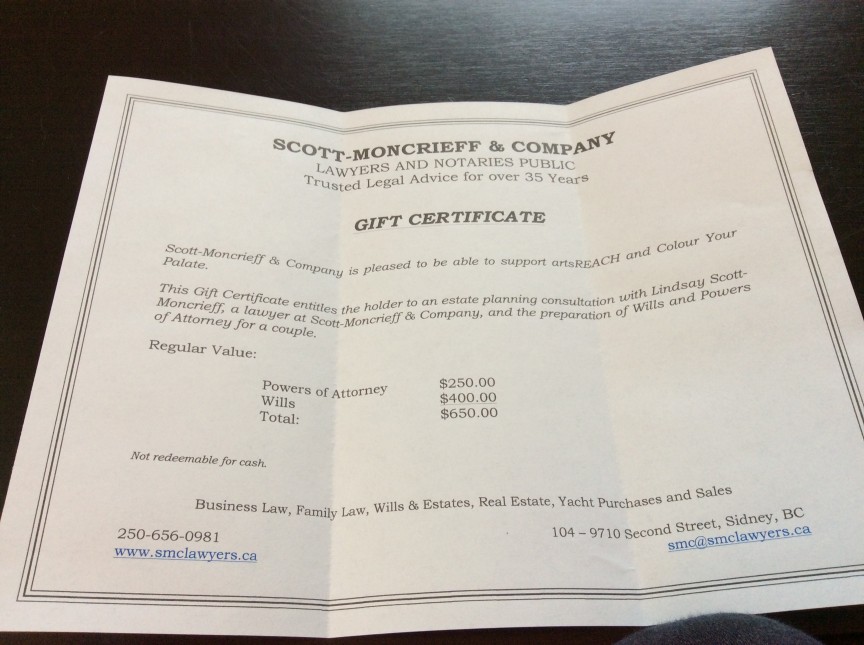 SCOTT-MONCRIEFF & COMPANY
LAWYERS AND NOTARIES PUBLIC
Trusted Legal Advice for over 35 Years
GIFT CERTIFICATE
Scott-Moncrieff & Company is pleased to be able to support artsREACH and Colour Your
Palate.
This Gift Certificate entitles the holder to an estate planning consultation with Lindsay Scott-
Moncrieff, a lawyer at Scott-Moncrieff & Company, and the preparation of Wills and Powers
of Attorney for a couple.
Regular Value:
Powers of Attorney $250.00
Wills $400.00
Total: $650.00
Not redeemable for cash.
Business Law, Family Law, Wills & Estates, Real Estate, Yacht Purchases and Sales
250-656-0981 104 – 9710 Second Street, Sidney, BC
www.smclawyers.ca smc@smclawyers.ca